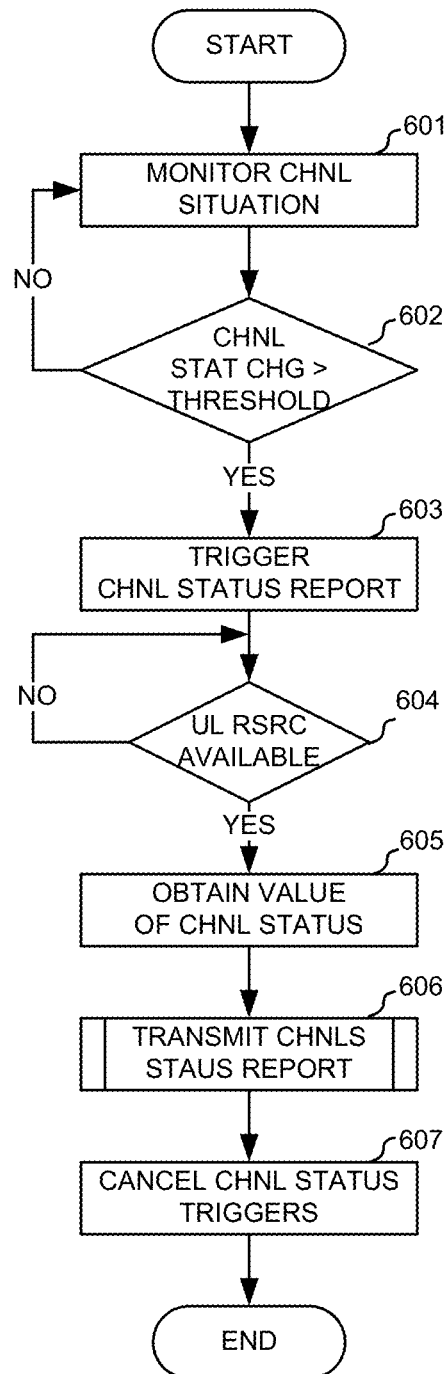 START
601
MONITOR CHNL
SITUATION
NO
602
CHNL
STAT CHG >
THRESHOLD
YES
603
TRIGGER
CHNL STATUS REPORT
NO
604
UL RSRC
AVAILABLE
YES
605
OBTAIN VALUE
OF CHNL STATUS
606
TRANSMIT CHNLS
STAUS REPORT
607
CANCEL CHNL STATUS
TRIGGERS
END